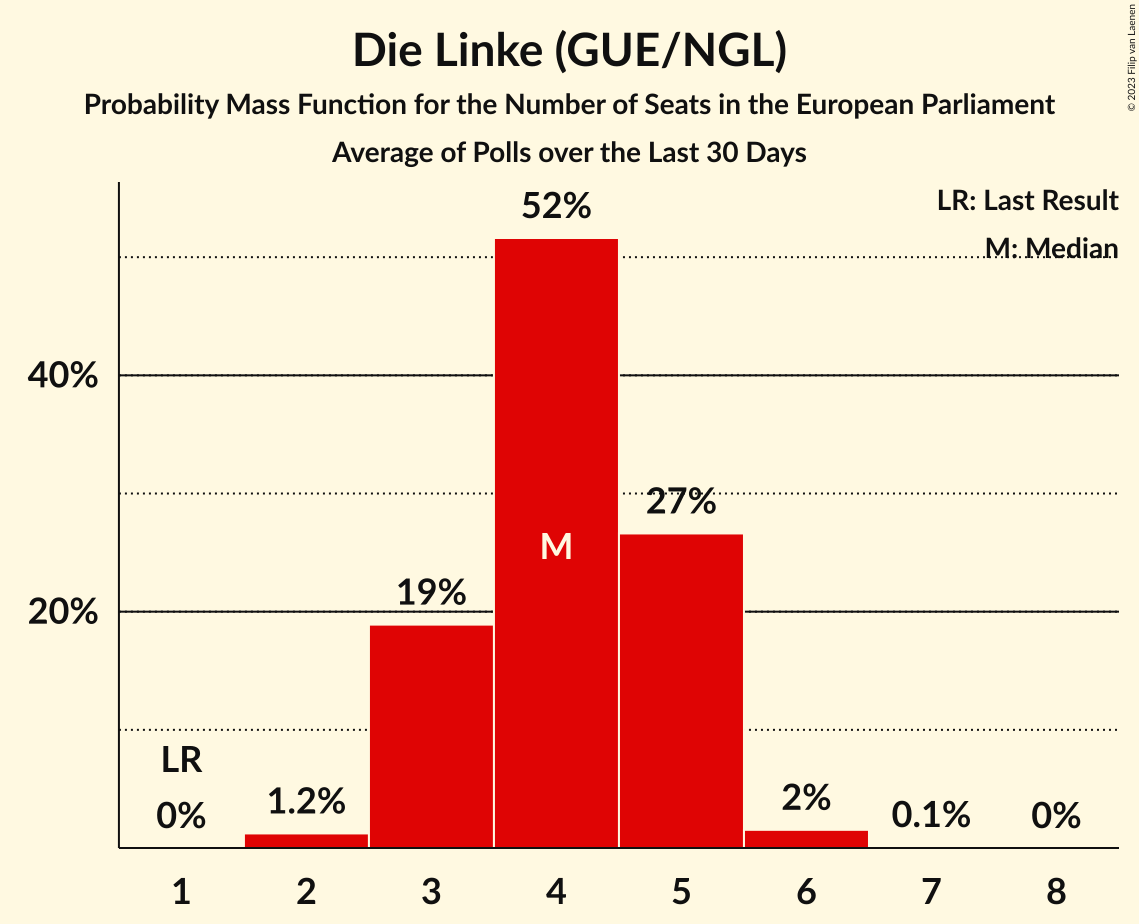 Die Linke (GUE/NGL)
Probability Mass Function for the Number of Seats in the European Parliament
Average of Polls over the Last 30 Days
© 2023 Filip van Laenen
LR: Last Result
M: Median
52%
40%
27%
M
19%
20%
LR
0%
1.2%
2%
0.1%
0%
1 2 3 4 5 6 7 8